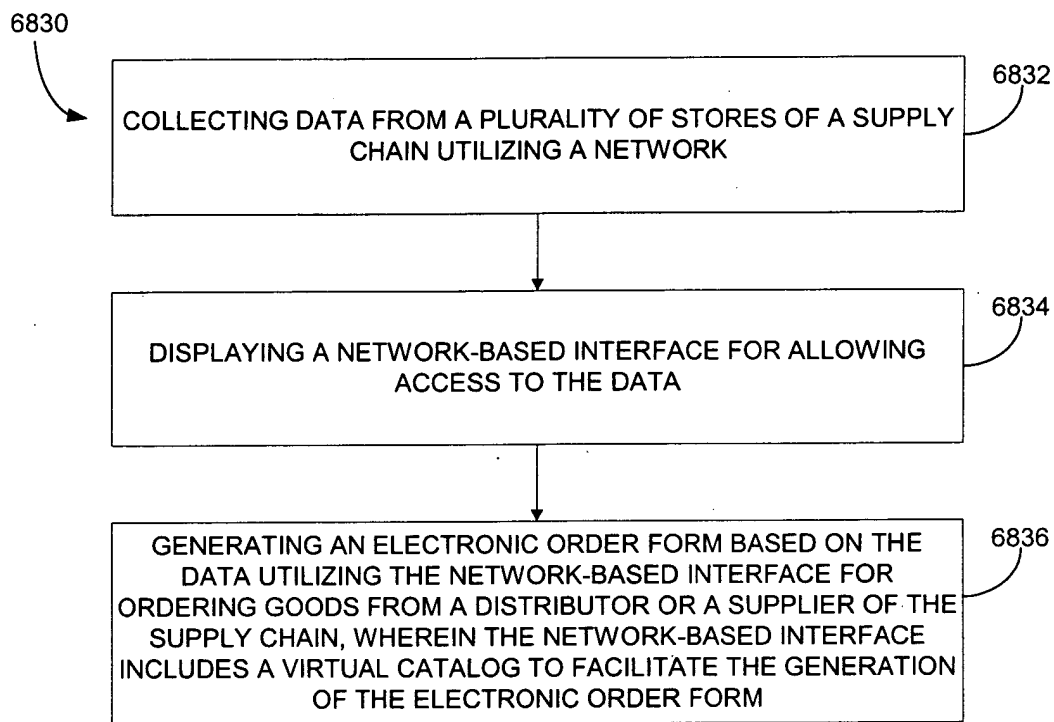 6830
6832
COLLECTING DATA FROM A PLURALITY OF STORES OF A SUPPLY
CHAIN UTILIZING A NETWORK
6834
DISPLAYING A NETWORK-BASED INTERFACE FOR ALLOWING
ACCESS TO THE DATA
6836
GENERATING AN ELECTRONIC ORDER FORM BASED ON THE
DATA UTILIZING THE NETWORK-BASED INTERFACE FOR
ORDERING GOODS FROM A DISTRIBUTOR OR A SUPPLIER OF THE
SUPPLY CHAIN, WHEREIN THE NETWORK-BASED INTERFACE
INCLUDES A VIRTUAL CATALOG TO FACILITATE THE GENERATION
OF THE ELECTRONIC ORDER FORM